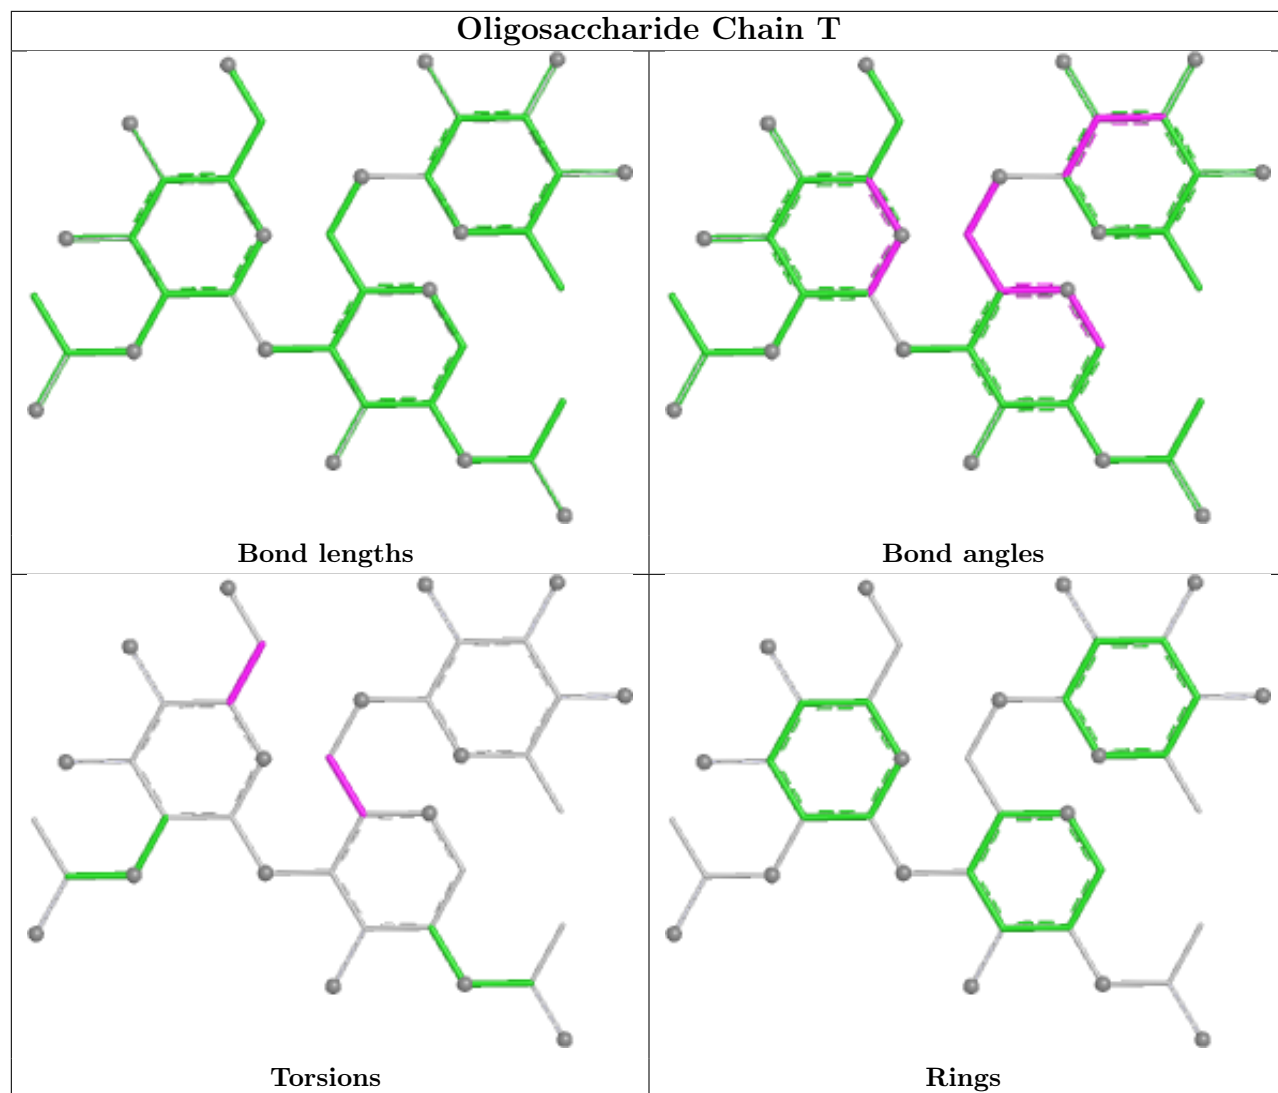 Oligosaccharide Chain T
Bond lengths
Bond angles
Torsions
Rings